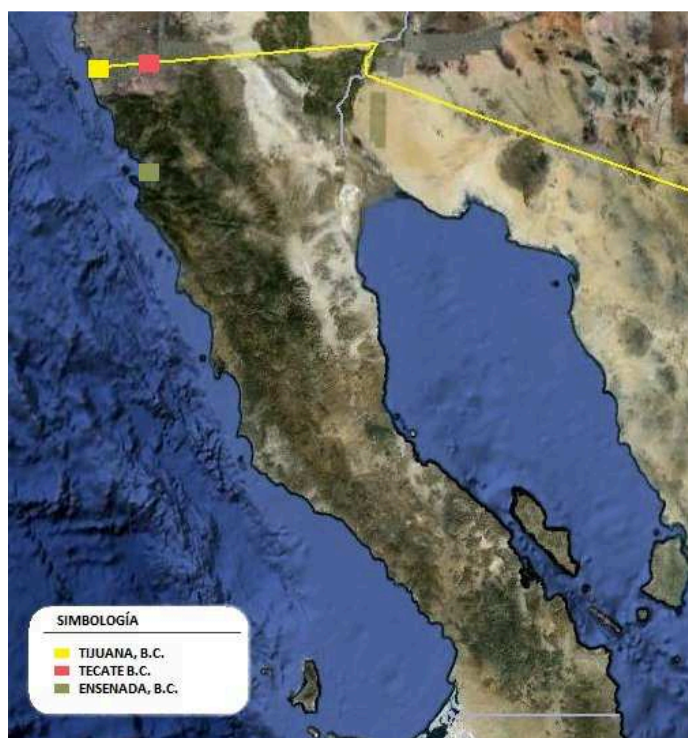 SIMBOLOGÍA
TIJUANA, B.C.
TECATE B.C.
ENSENADA, B.C.